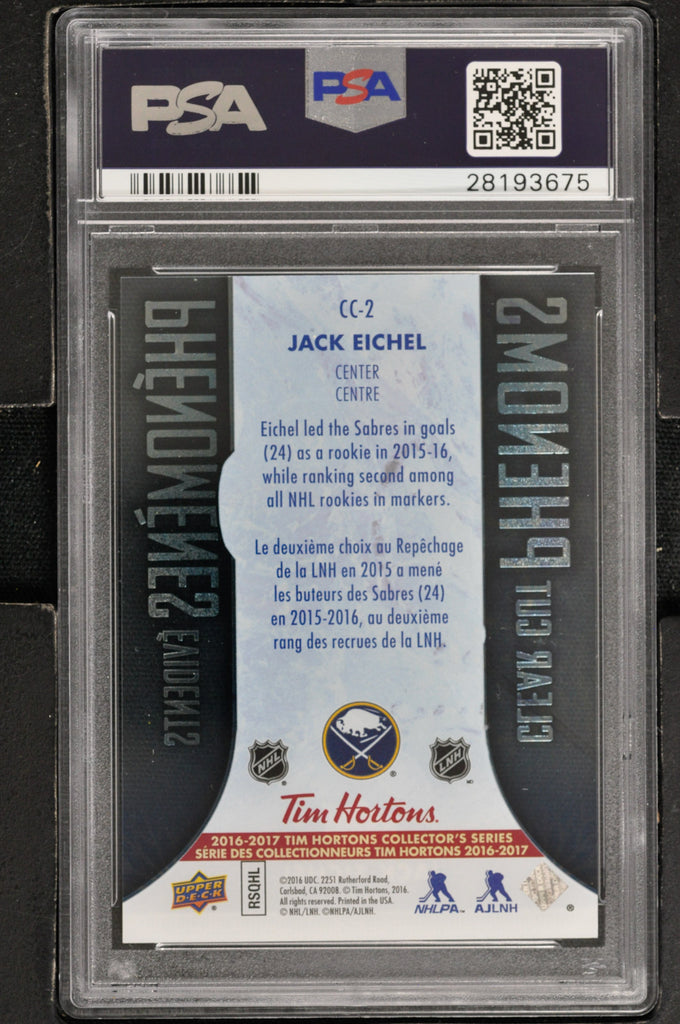 PSA
PSA
28193675
CC-2
JACK EICHEL
CENTER
CENTRE
Eichel led the Sabres in goals
(24) as a rookie in 2015-16,
while ranking second among
all NHL rookies in markers.
Le deuxième choix au Repêchage
de la LNH en 2015 a mené
les buteurs des Sabres (24)
en 2015-2016, au deuxième
rang des recrues de la LNH.
PHÉNOMÈNES ÉVIDENTS
CLEAR CUT PHENOMS
NHL
LNH
Tim Hortons.
2016-2017 TIM HORTONS COLLECTOR'S SERIES
SÉRIE DES COLLECTIONNEURS TIM HORTONS 2016-2017
UPPER
DECK
RSQHL
©2016 UDC. 2251 Rutherford Road,
Carlsbad, CA 92008. © Tim Hortons, 2016.
All rights reserved. Printed in the USA.
© NHL/LNH. ©NHLPA/AJLNH.
NHLPA™
AJLNH
®